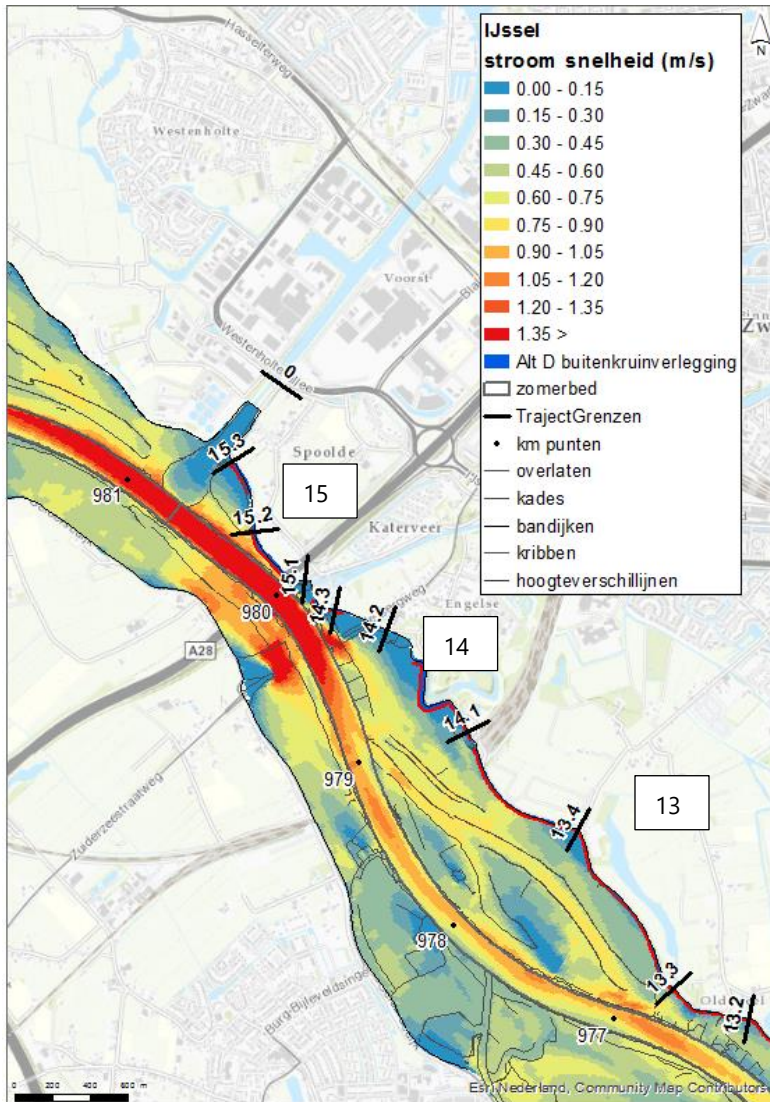 IJssel
stroom snelheid (m/s)
0.00 - 0.15
0.15 - 0.30
0.30 - 0.45
0.45 - 0.60
0.60 - 0.75
0.75 - 0.90
0.90 - 1.05
1.05 - 1.20
1.20 - 1.35
1.35 >
Alt D buitenkruinverlegging
zomerbed
TrajectGrenzen
km punten
overlaten
kades
bandijken
kribben
hoogteverschillijnen
N
Hasselterweg
Westenholte
Voorst
Zw
0
15.3
Spoolde
15
981
15.2
Katerveer
15.1
980
14.3
14.2
Engelse
14
A28
14.1
979
Zuiderzeestraatweg
13
13.4
978
13.3
13.2
977
0 200 400 600 m
Esri Nederland, Community Map Contributors